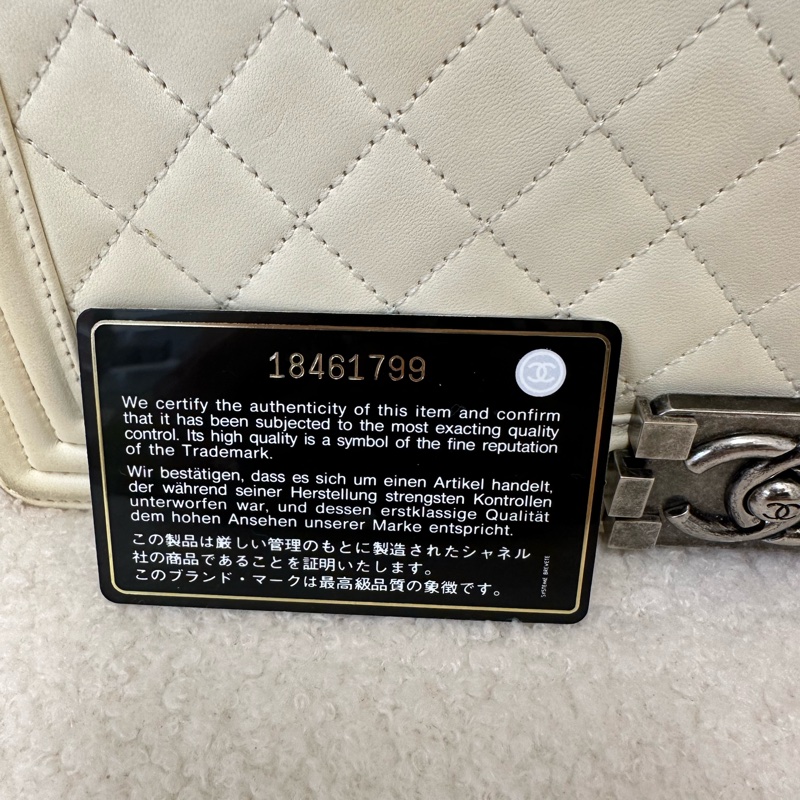 18461799
We certify the authenticity of this item and confirm
that it has been subjected to the most exacting quality
control. Its high quality is a symbol of the fine reputation
of the Trademark.
Wir bestätigen, dass es sich um einen Artikel handelt,
der während seiner Herstellung strengsten Kontrollen
unterworfen war, und dessen erstklassige Qualität
dem hohen Ansehen unserer Marke entspricht.
この製品は厳しい管理のもとに製造されたシャネル
社の商品であることを証明いたします。
このブランド・マークは最高級品質の象徴です。
SYSTEME BREVETE